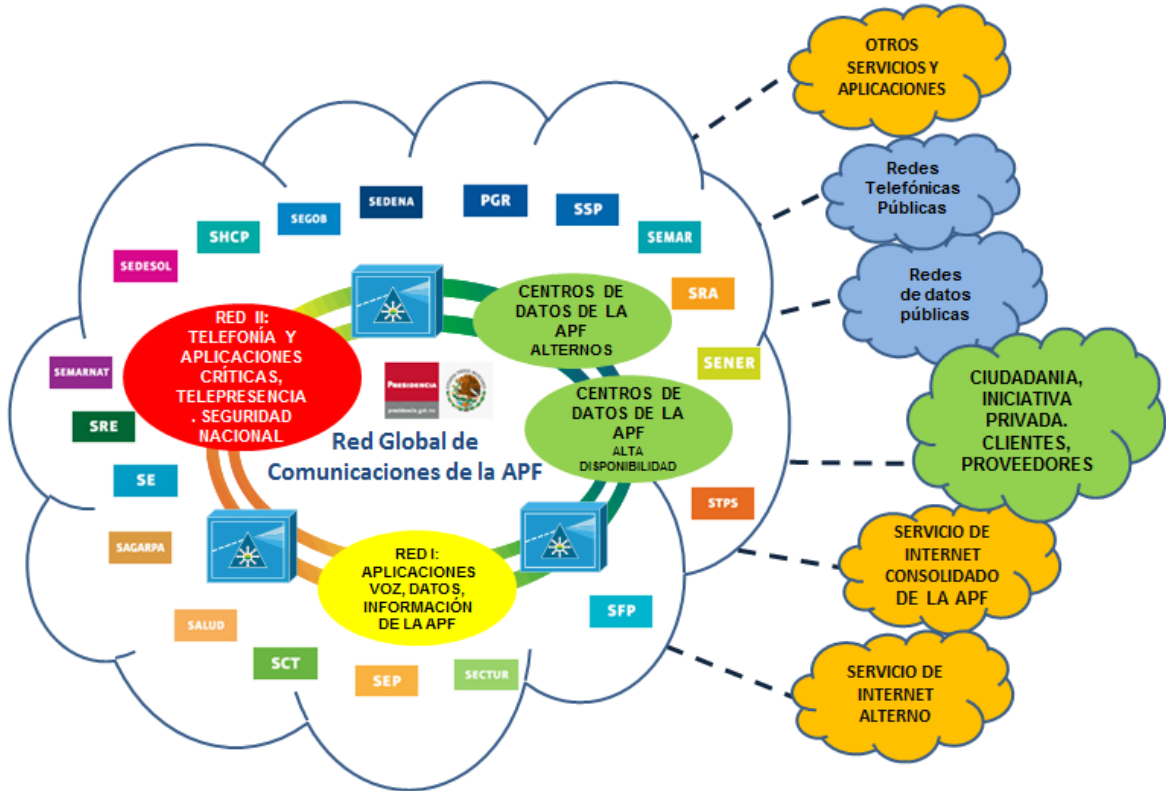 OTROS
SERVICIOS Y
APLICACIONES
Redes
Telefónicas
Públicas
Redes
de datos
públicas
CIUDADANIA,
INICIATIVA
PRIVADA.
CLIENTES,
PROVEEDORES
SERVICIO DE
INTERNET
CONSOLIDADO
DE LA APF
SERVICIO DE
INTERNET
ALTERNO
SEDENA
PGR
SSP
SEGOB
SHCP
SEMAR
SEDESOL
SRA
SENER
SEMARNAT
SRE
SE
SAGARPA
SALUD
SCT
SEP
SECTUR
SFP
STPS
CENTROS DE
DATOS DE LA
APF
ALTERNOS
RED II:
TELEFONÍA Y
APLICACIONES
CRÍTICAS,
TELEPRESENCIA
. SEGURIDAD
NACIONAL
PRESIDENCIA
presidencia.gob.mx
CENTROS DE
DATOS DE LA
APF
ALTA
DISPONIBILIDAD
Red Global de
Comunicaciones de la APF
RED I:
APLICACIONES
VOZ, DATOS,
INFORMACIÓN
DE LA APF